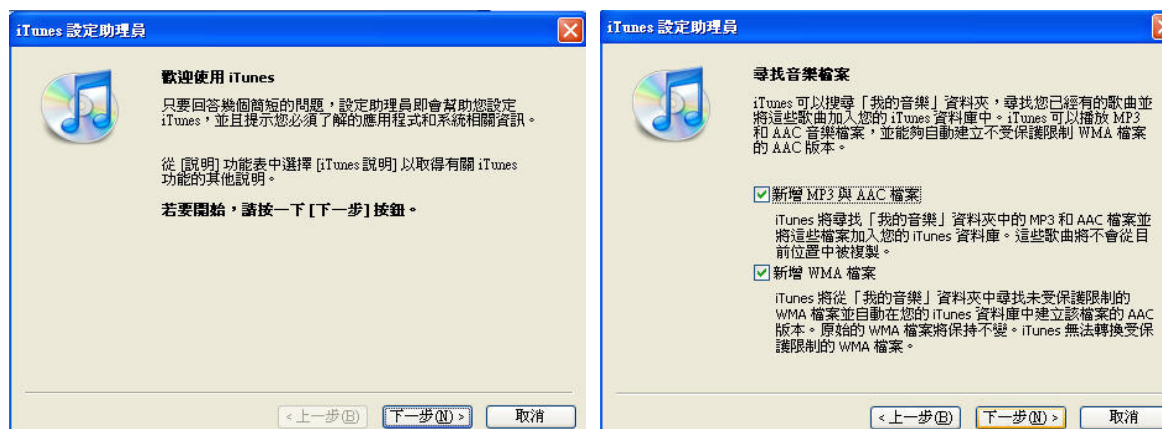 iTunes 設定助理員
歡迎使用 iTunes
只要回答幾個簡短的問題，設定助理員即會幫助您設定
iTunes，並且提示您必須了解的應用程式和系統相關資訊。
從 [說明] 功能表中選擇 [iTunes 說明] 以取得有關 iTunes
功能的其他說明。
若要開始，請按一下 [下一步] 按鈕。
<上一步(B)
下一步(N)>
取消
iTunes 設定助理員
尋找音樂檔案
iTunes 可以搜尋「我的音樂」資料夾，尋找您已經有的歌曲並
將這些歌曲加入您的 iTunes 資料庫中。iTunes 可以播放 MP3
和 AAC 音樂檔案，並能夠自動建立不受保護限制 WMA 檔案
的 AAC 版本。
新增 MP3 與 AAC 檔案
iTunes 將尋找「我的音樂」資料夾中的 MP3 和 AAC 檔案並
將這些檔案加入您的 iTunes 資料庫。這些歌曲將不會從目
前位置中被複製。
新增 WMA 檔案
iTunes 將從「我的音樂」資料夾中尋找未受保護限制的
WMA 檔案並自動在您的 iTunes 資料庫中建立該檔案的 AAC
版本。原始的 WMA 檔案將保持不變。iTunes 無法轉換受保
護限制的 WMA 檔案。
<上一步(B)
下一步(N)>
取消